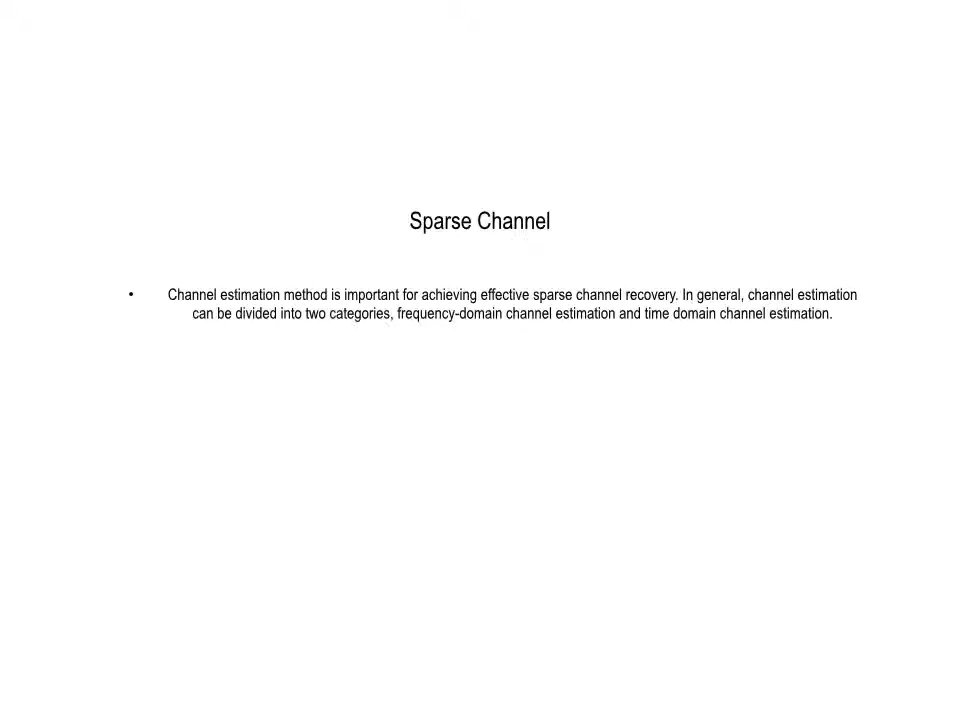 Sparse Channel
• Channel estimation method is important for achieving effective sparse channel recovery. In general, channel estimation
can be divided into two categories, frequency-domain channel estimation and time domain channel estimation.